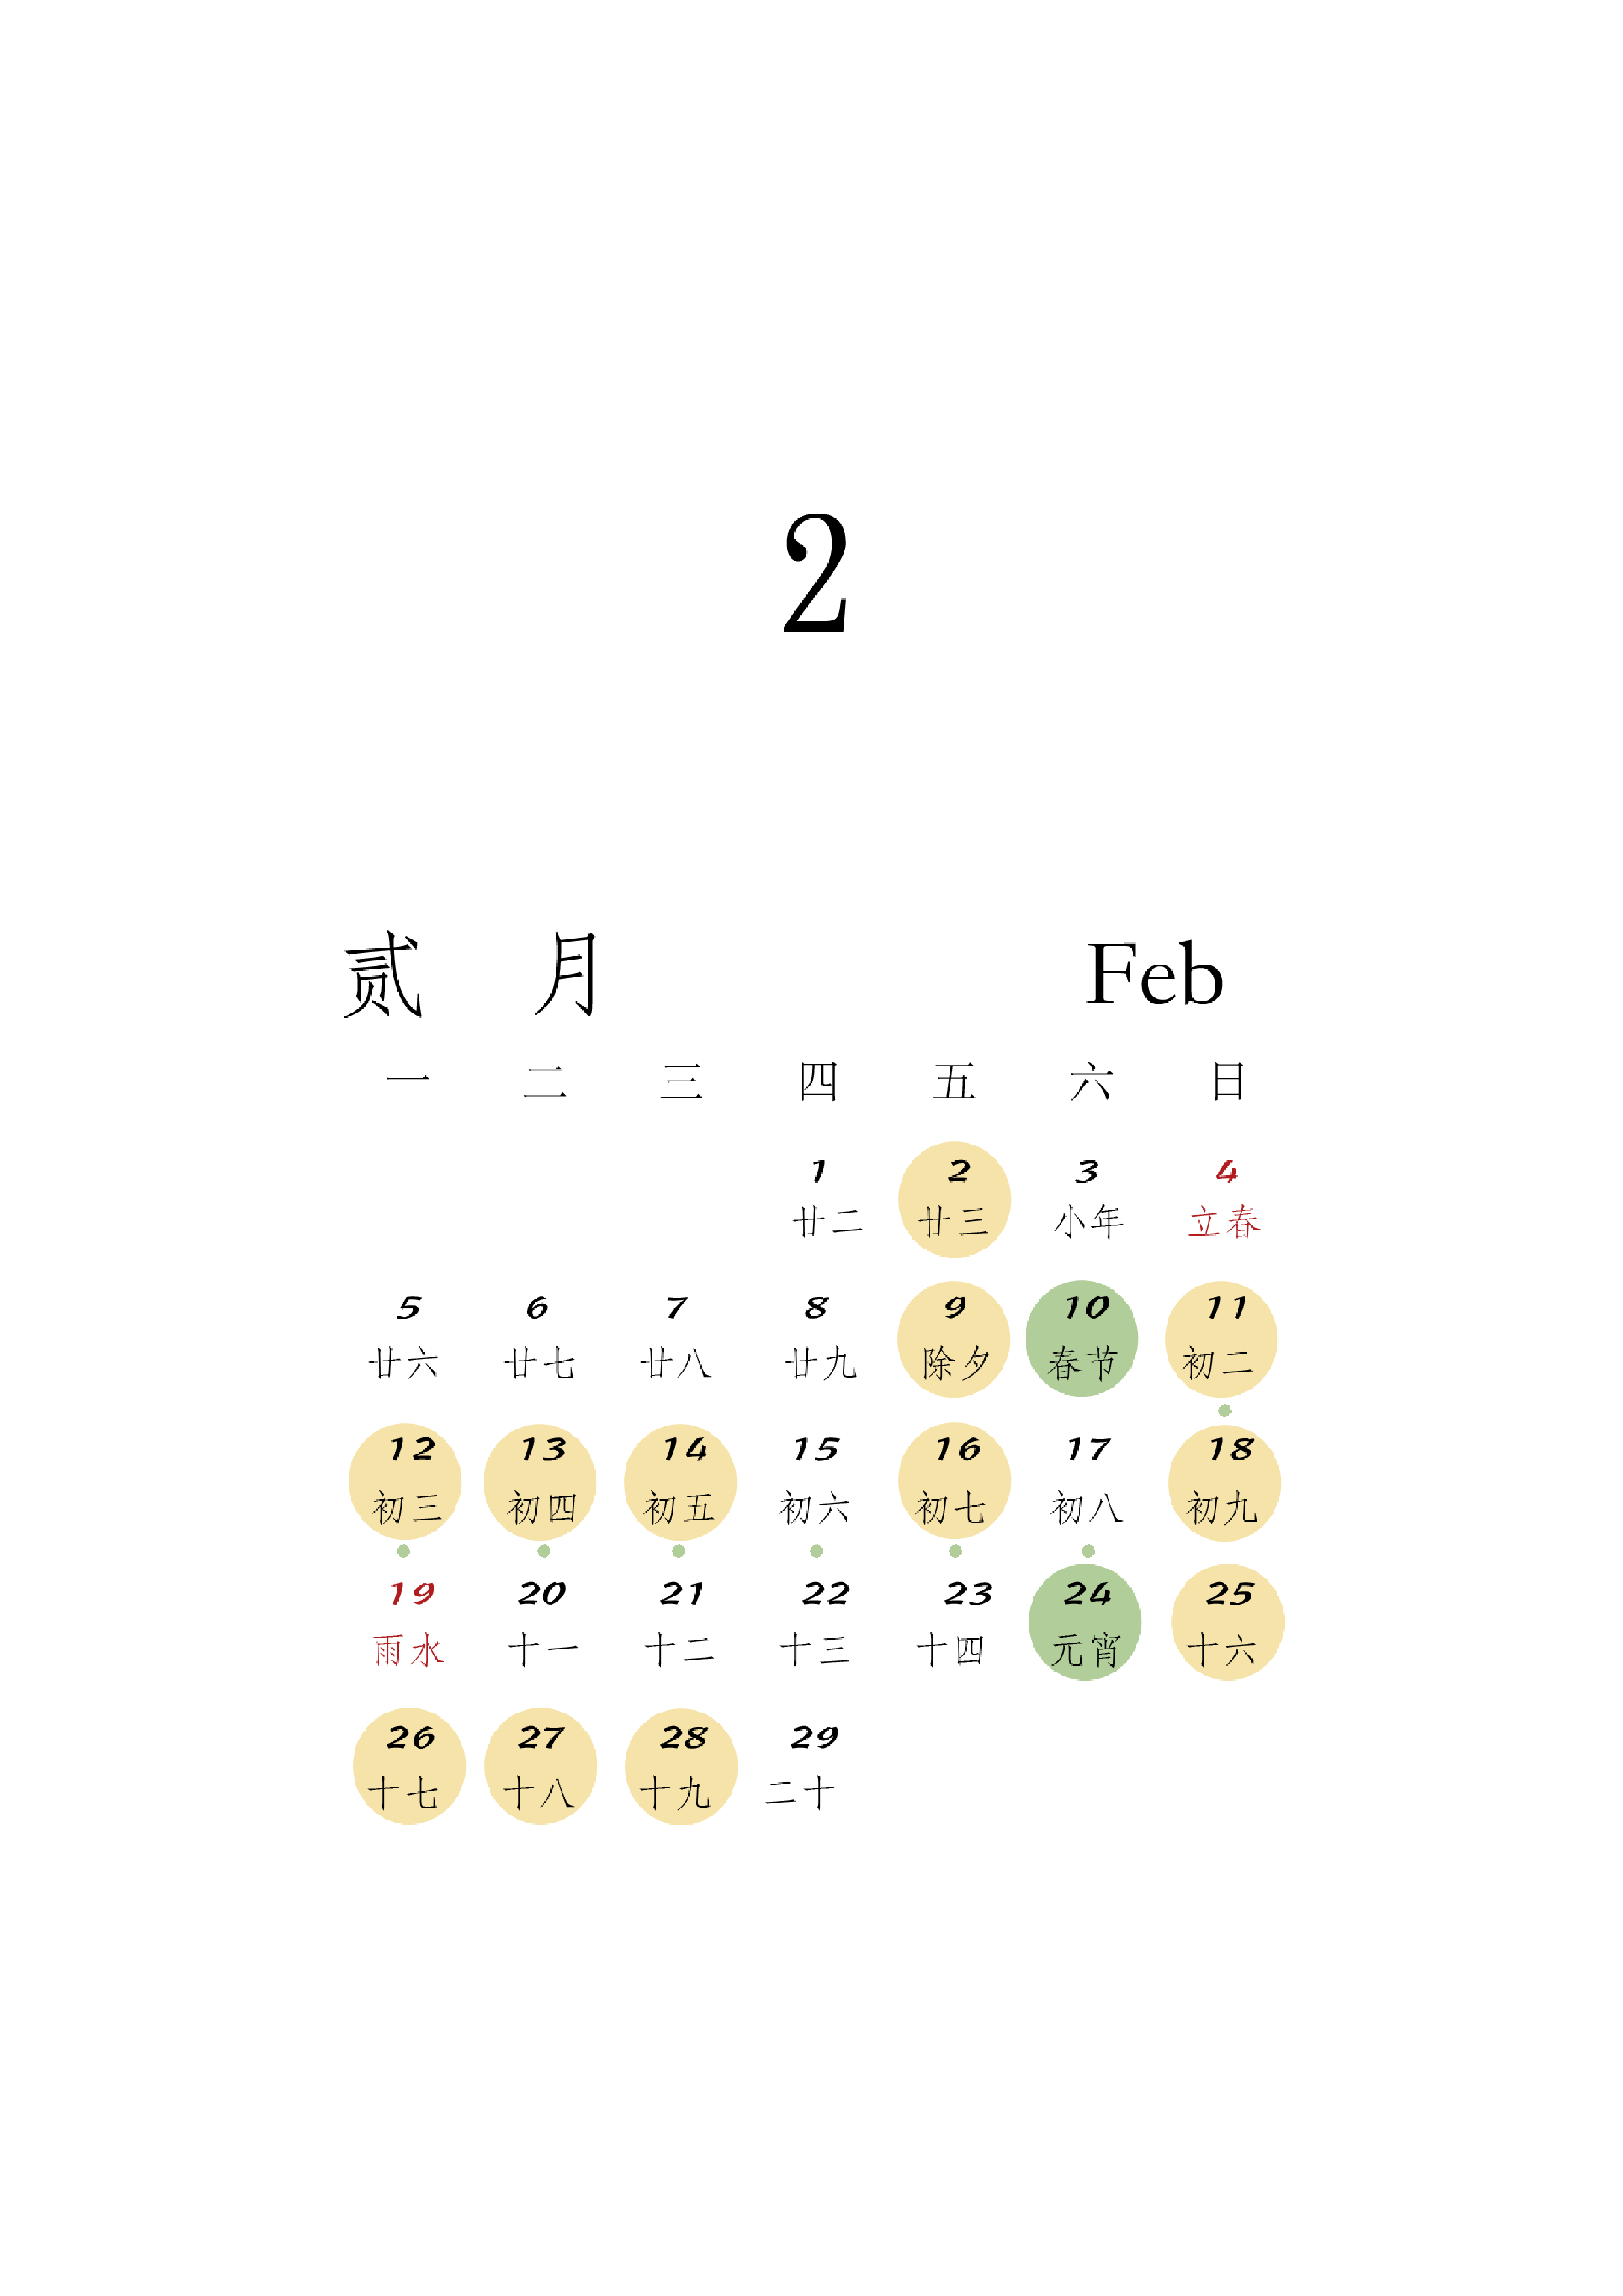 2
贰 月 Feb
一 二 三 四 五 六 日
1 2 3 4
廿二 廿三 小年 立春
5 6 7 8 9 10 11
廿六 廿七 廿八 廿九 除夕 春节 初二
12 13 14 15 16 17 18
初三 初四 初五 初六 初七 初八 初九
19 20 21 22 23 24 25
雨水 十一 十二 十三 十四 元宵 十六
26 27 28 29
十七 十八 十九 二十